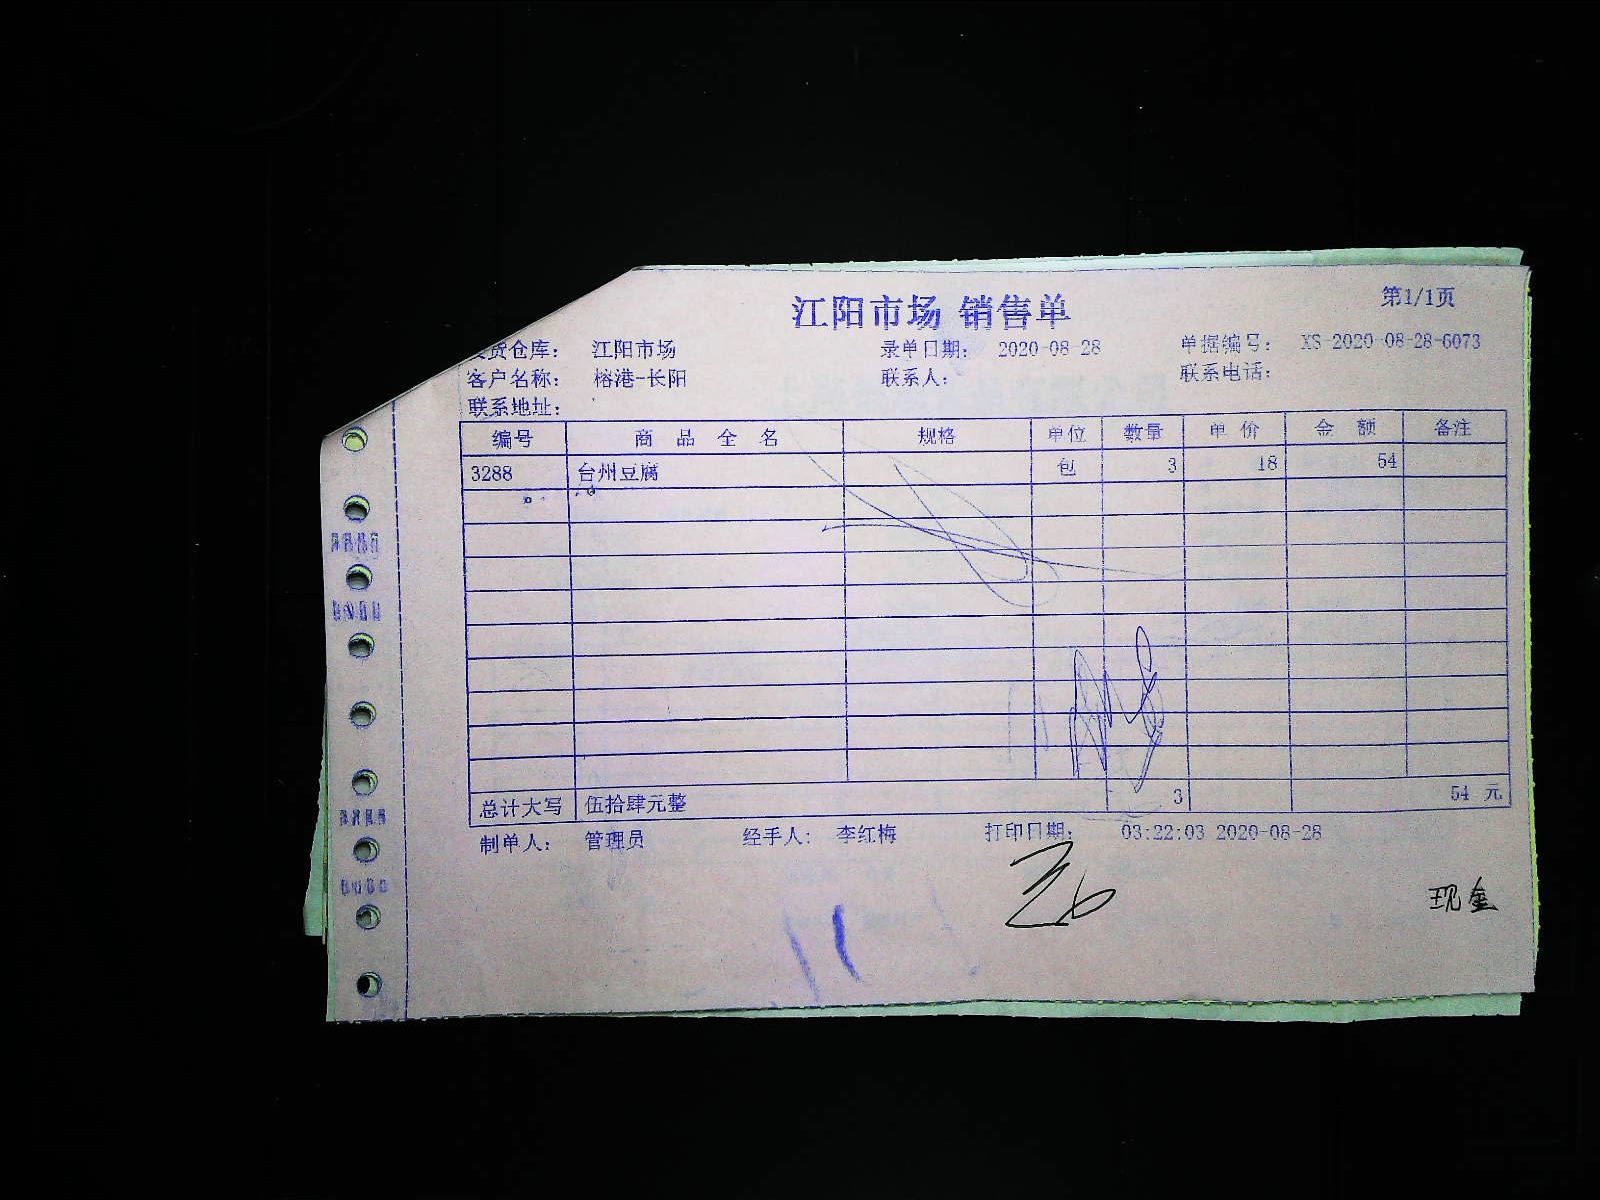 江阳市场 销售单
第1/1页
发货仓库： 江阳市场 录单日期： 2020-08-28 单据编号： XS-2020-08-28-6073
客户名称： 榕港-长阳 联系人： 联系电话：
联系地址：
编号 商品全名 规格 单位 数量 单价 金额 备注
3288 台州豆腐 包 3 18 54
总计大写 伍拾肆元整 3 54 元
制单人： 管理员 经手人： 李红梅 打印日期： 03:22:03 2020-08-28
现金